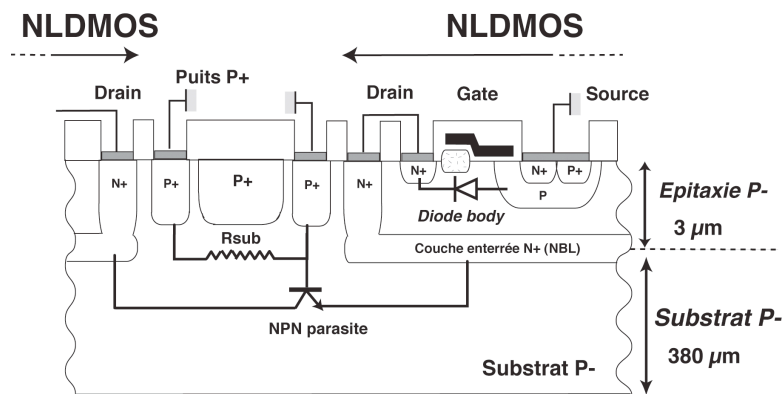 NLDMOS
NLDMOS
Puits P+
Drain
Drain
Gate
Source
N+
P+
P+
P+
N+
N+
N+
P+
P
Diode body
Epitaxie P-
3 µm
Rsub
Couche enterrée N+ (NBL)
NPN parasite
Substrat P-
380 µm
Substrat P-